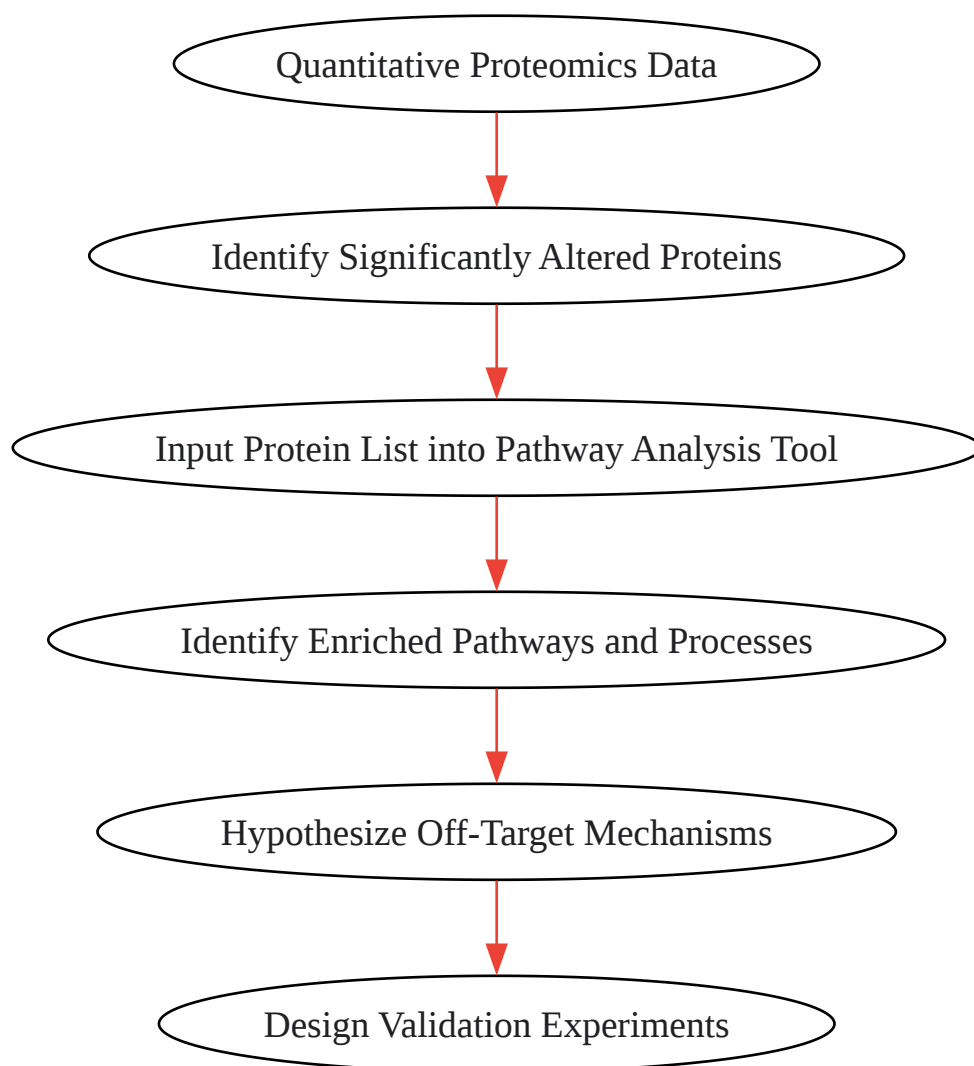 Quantitative Proteomics Data
Identify Significantly Altered Proteins
Input Protein List into Pathway Analysis Tool
Identify Enriched Pathways and Processes
Hypothesize Off-Target Mechanisms
Design Validation Experiments